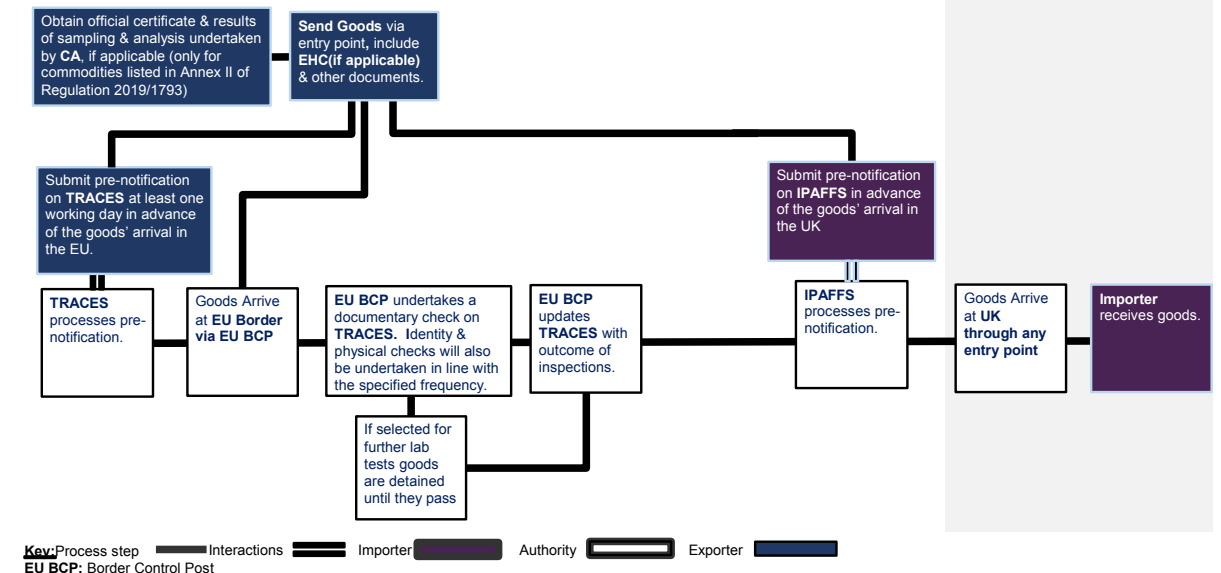 Obtain official certificate & results
of sampling & analysis undertaken
by CA, if applicable (only for
commodities listed in Annex II of
Regulation 2019/1793)
Send Goods via
entry point, include
EHC(if applicable)
& other documents.
Submit pre-notification
on TRACES at least one
working day in advance
of the goods' arrival in
the EU.
Submit pre-notification
on IPAFFS in advance
of the goods' arrival in
the UK
TRACES
processes pre-
notification.
Goods Arrive
at EU Border
via EU BCP
EU BCP undertakes a
documentary check on
TRACES. Identity &
physical checks will also
be undertaken in line with
the specified frequency.
EU BCP
updates
TRACES with
outcome of
inspections.
IPAFFS
processes pre-
notification.
Goods Arrive
at UK
through any
entry point
Importer
receives goods.
If selected for
further lab
tests goods
are detained
until they pass
Key:Process step Interactions Importer Authority Exporter
EU BCP: Border Control Post